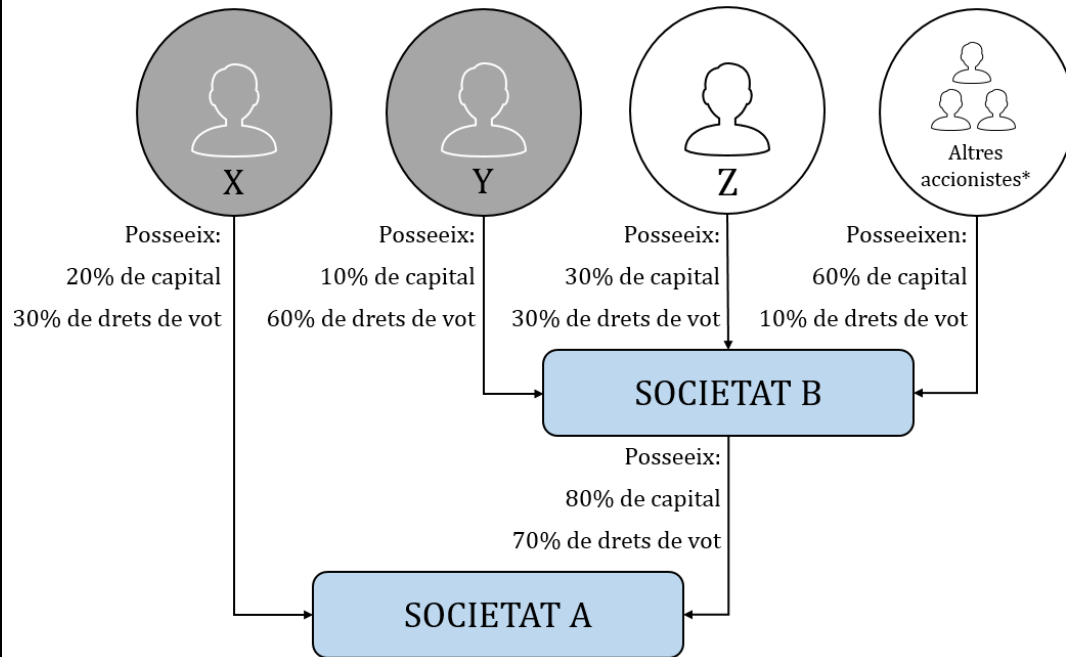 X
Y
Z
Altres
accionistes*
Posseeix:
20% de capital
30% de drets de vot
Posseeix:
10% de capital
60% de drets de vot
Posseeix:
30% de capital
30% de drets de vot
Posseeixen:
60% de capital
10% de drets de vot
SOCIETAT B
Posseeix:
80% de capital
70% de drets de vot
SOCIETAT A